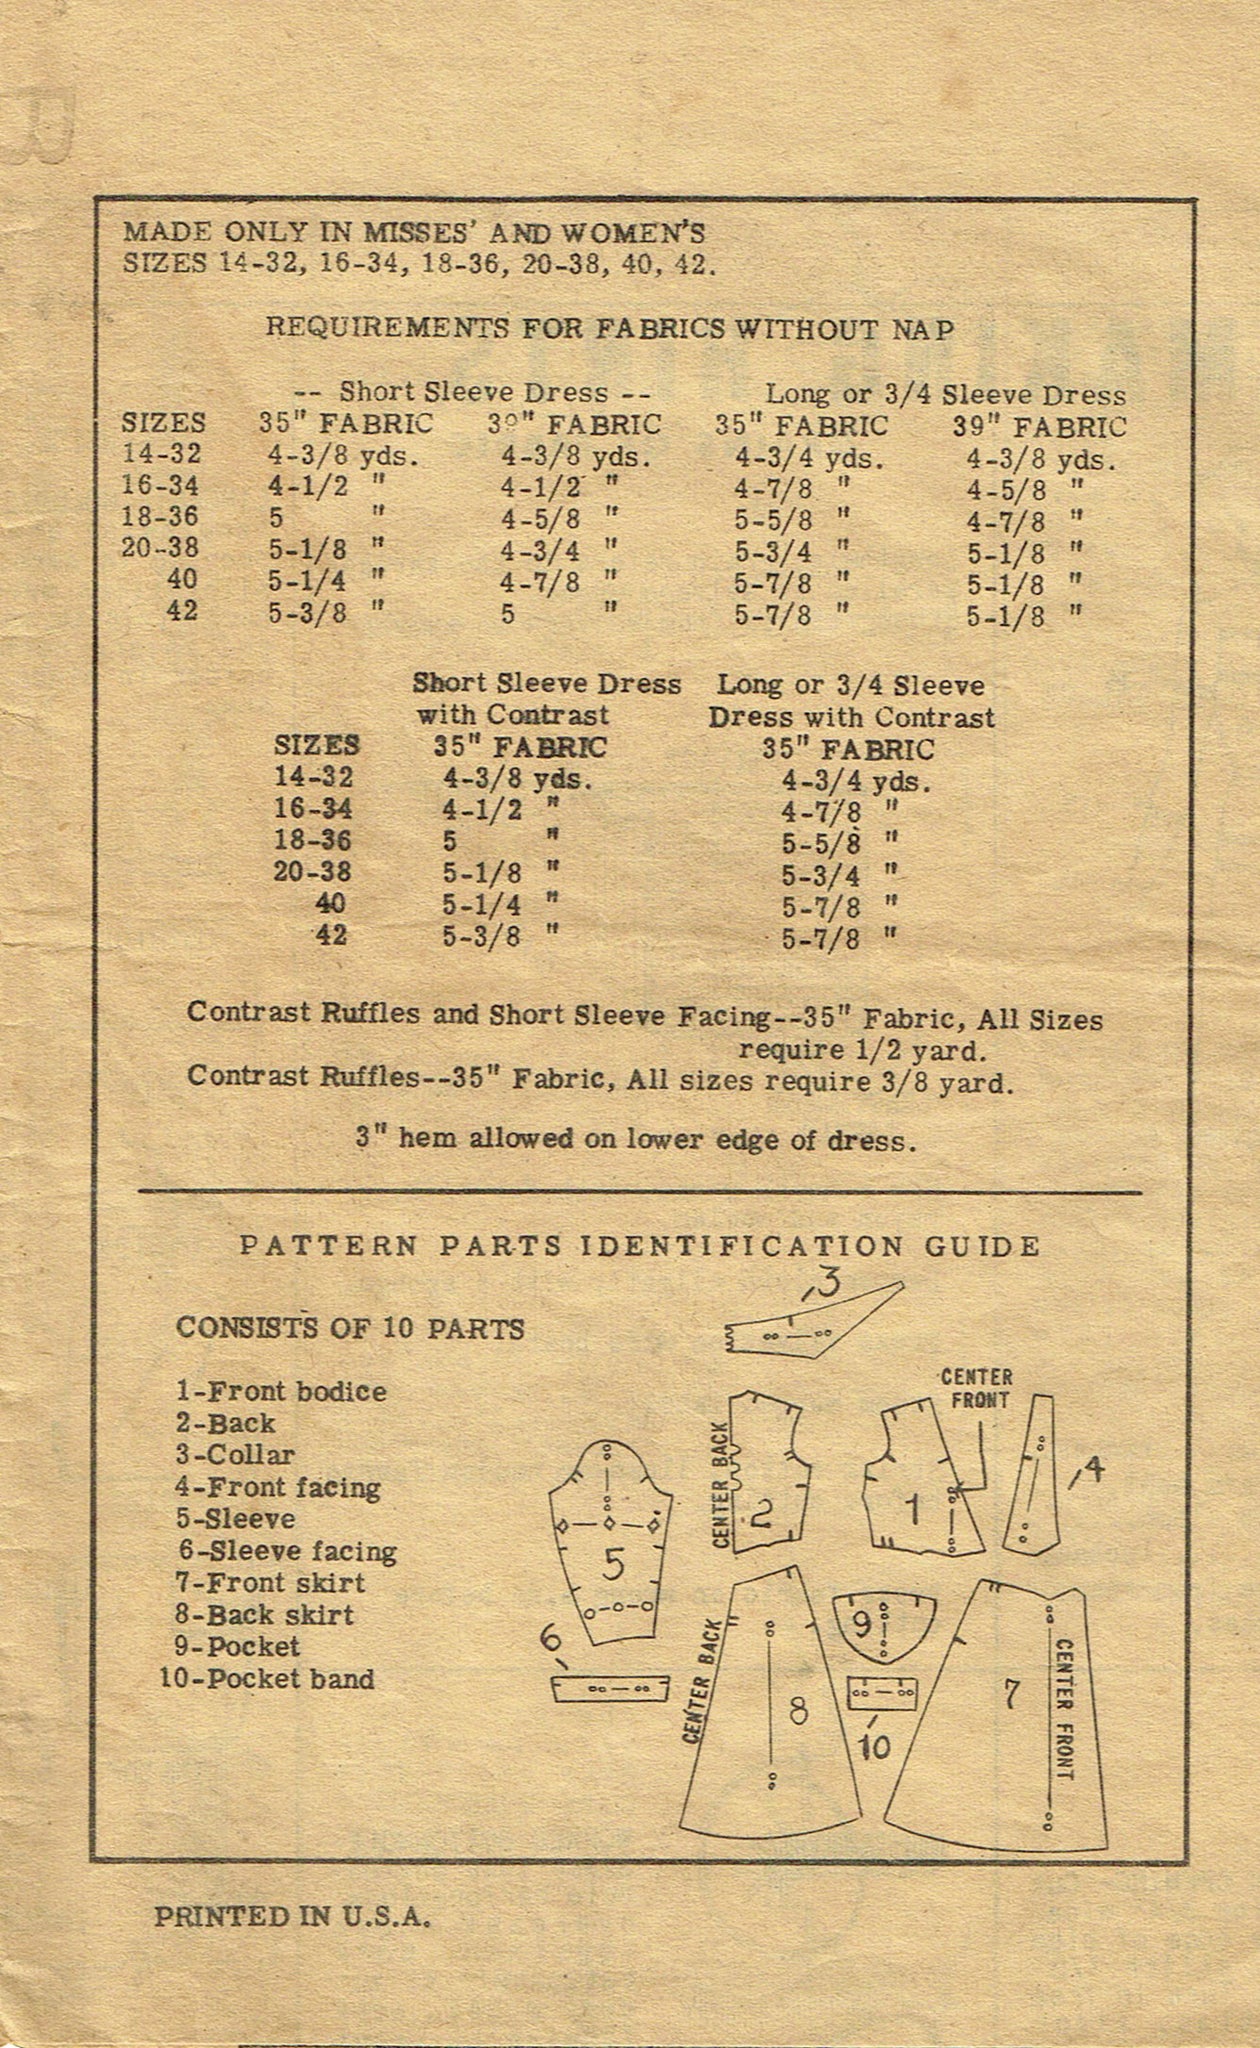 B
MADE ONLY IN MISSES' AND WOMEN'S
SIZES 14-32, 16-34, 18-36, 20-38, 40, 42.
REQUIREMENTS FOR FABRICS WITHOUT NAP
-- Short Sleeve Dress -- Long or 3/4 Sleeve Dress
SIZES 35" FABRIC 39" FABRIC 35" FABRIC 39" FABRIC
14-32 4-3/8 yds. 4-3/8 yds. 4-3/4 yds. 4-3/8 yds.
16-34 4-1/2 " 4-1/2 " 4-7/8 " 4-5/8 "
18-36 5 " 4-5/8 " 5-5/8 " 4-7/8 "
20-38 5-1/8 " 4-3/4 " 5-3/4 " 5-1/8 "
40 5-1/4 " 4-7/8 " 5-7/8 " 5-1/8 "
42 5-3/8 " 5 " 5-7/8 " 5-1/8 "
Short Sleeve Dress Long or 3/4 Sleeve
with Contrast Dress with Contrast
SIZES 35" FABRIC 35" FABRIC
14-32 4-3/8 yds. 4-3/4 yds.
16-34 4-1/2 " 4-7/8 "
18-36 5 " 5-5/8 "
20-38 5-1/8 " 5-3/4 "
40 5-1/4 " 5-7/8 "
42 5-3/8 " 5-7/8 "
Contrast Ruffles and Short Sleeve Facing--35" Fabric, All Sizes
require 1/2 yard.
Contrast Ruffles--35" Fabric, All sizes require 3/8 yard.
3" hem allowed on lower edge of dress.
PATTERN PARTS IDENTIFICATION GUIDE
CONSISTS OF 10 PARTS
1-Front bodice
2-Back
3-Collar
4-Front facing
5-Sleeve
6-Sleeve facing
7-Front skirt
8-Back skirt
9-Pocket
10-Pocket band
3
CENTER
FRONT
CENTER BACK
2
1
4
5
6
CENTER BACK
8
9
10
7
CENTER FRONT
PRINTED IN U.S.A.